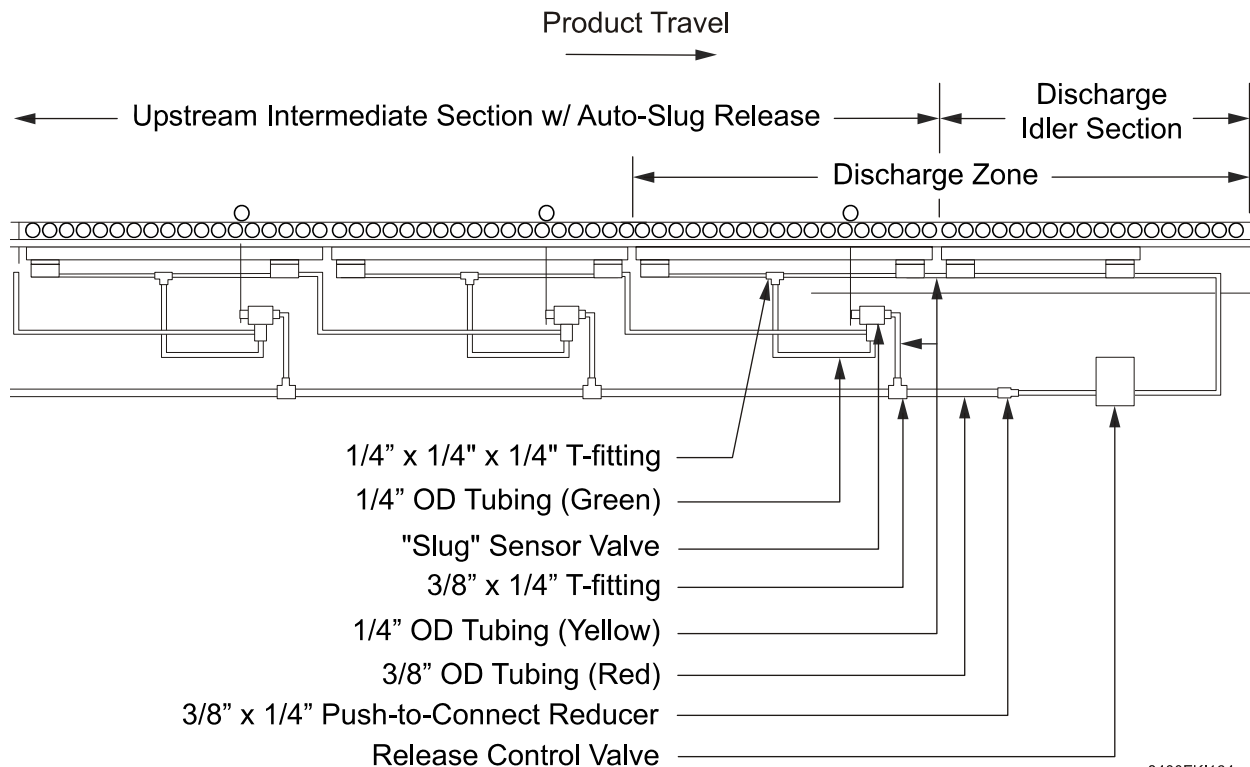 Product Travel
Upstream Intermediate Section w/ Auto-Slug Release
Discharge
Idler Section
Discharge Zone
1/4” x 1/4" x 1/4" T-fitting
1/4” OD Tubing (Green)
"Slug" Sensor Valve
3/8” x 1/4” T-fitting
1/4” OD Tubing (Yellow)
3/8” OD Tubing (Red)
3/8” x 1/4” Push-to-Connect Reducer
Release Control Valve